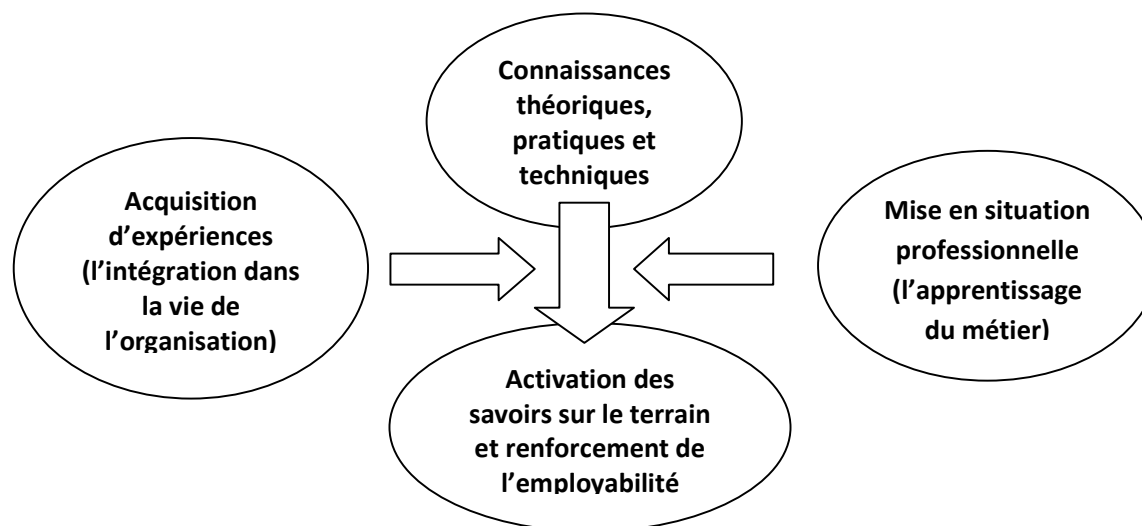 Connaissances
théoriques,
pratiques et
techniques
Acquisition
d’expériences
(l’intégration dans
la vie de
l’organisation)
Mise en situation
professionnelle
(l’apprentissage
du métier)
Activation des
savoirs sur le terrain
et renforcement de
l’employabilité